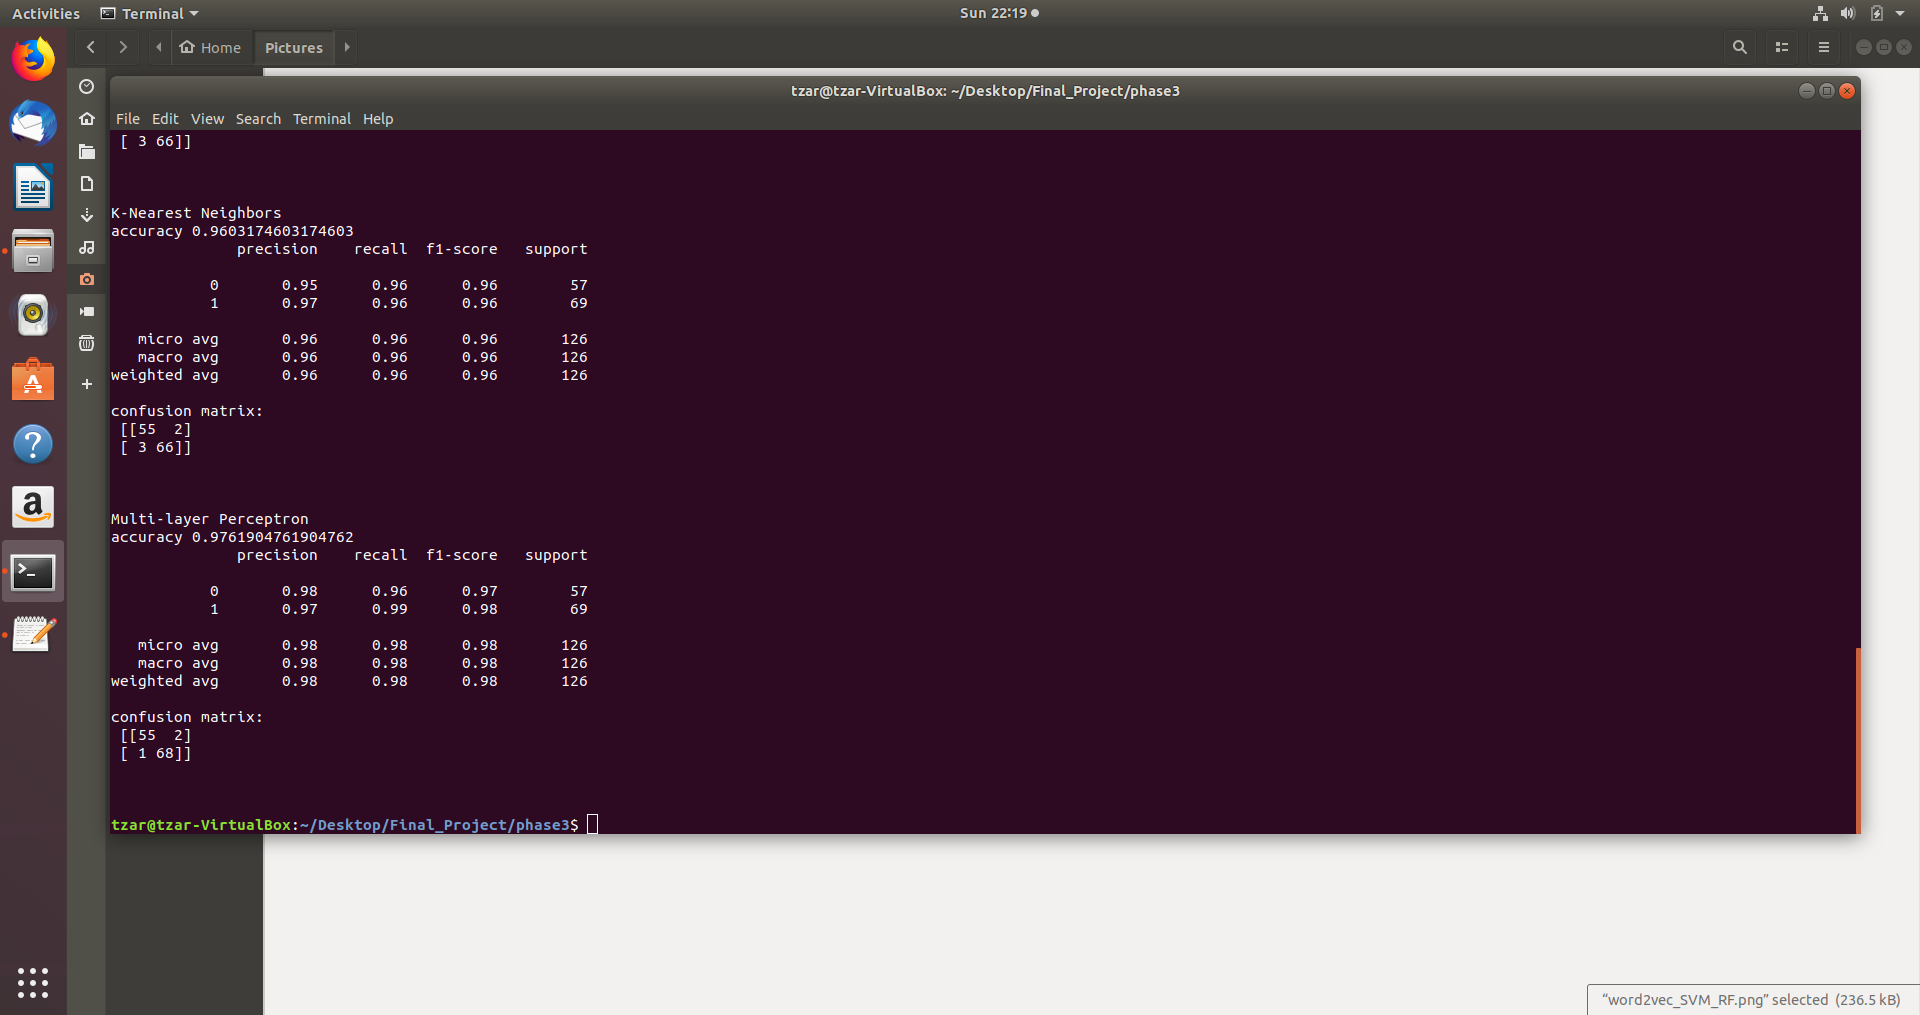 Activities Terminal Sun 22:19
Home Pictures
tzar@tzar-VirtualBox: ~/Desktop/Final_Project/phase3
File Edit View Search Terminal Help
 [ 3 66]]
K-Nearest Neighbors
accuracy 0.9603174603174603
              precision    recall  f1-score   support
           0       0.95      0.96      0.96        57
           1       0.97      0.96      0.96        69
   micro avg       0.96      0.96      0.96       126
   macro avg       0.96      0.96      0.96       126
weighted avg       0.96      0.96      0.96       126
confusion matrix:
 [[55  2]
 [ 3 66]]
Multi-layer Perceptron
accuracy 0.9761904761904762
              precision    recall  f1-score   support
           0       0.98      0.96      0.97        57
           1       0.97      0.99      0.98        69
   micro avg       0.98      0.98      0.98       126
   macro avg       0.98      0.98      0.98       126
weighted avg       0.98      0.98      0.98       126
confusion matrix:
 [[55  2]
 [ 1 68]]
tzar@tzar-VirtualBox:~/Desktop/Final_Project/phase3$
“word2vec_SVM_RF.png” selected (236.5 kB)